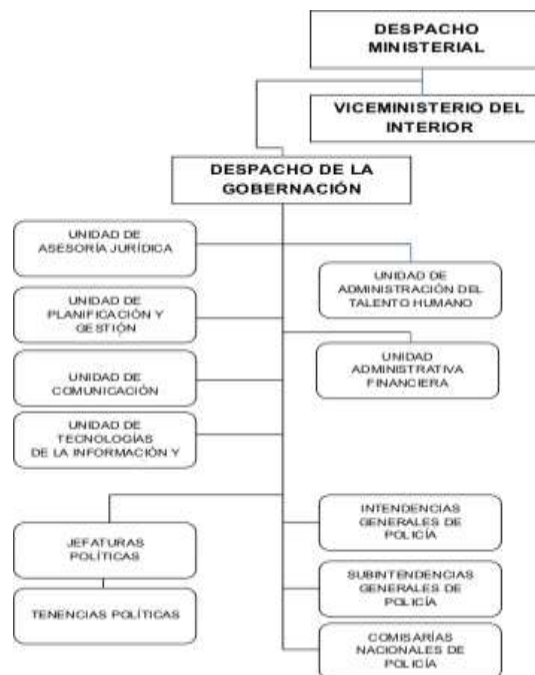 DESPACHO
MINISTERIAL
VICEMINISTERIO DEL
INTERIOR
DESPACHO DE LA
GOBERNACIÓN
UNIDAD DE
ASESORÍA JURÍDICA
UNIDAD DE
ADMINISTRACIÓN DEL
TALENTO HUMANO
UNIDAD DE
PLANIFICACIÓN Y
GESTIÓN
UNIDAD
ADMINISTRATIVA
FINANCIERA
UNIDAD DE
COMUNICACIÓN
UNIDAD DE
TECNOLOGÍAS
DE LA INFORMACIÓN Y
JEFATURAS
POLÍTICAS
TENENCIAS POLÍTICAS
INTENDENCIAS
GENERALES DE
POLICÍA
SUBINTENDENCIAS
GENERALES DE
POLICÍA
COMISARÍAS
NACIONALES DE
POLICÍA